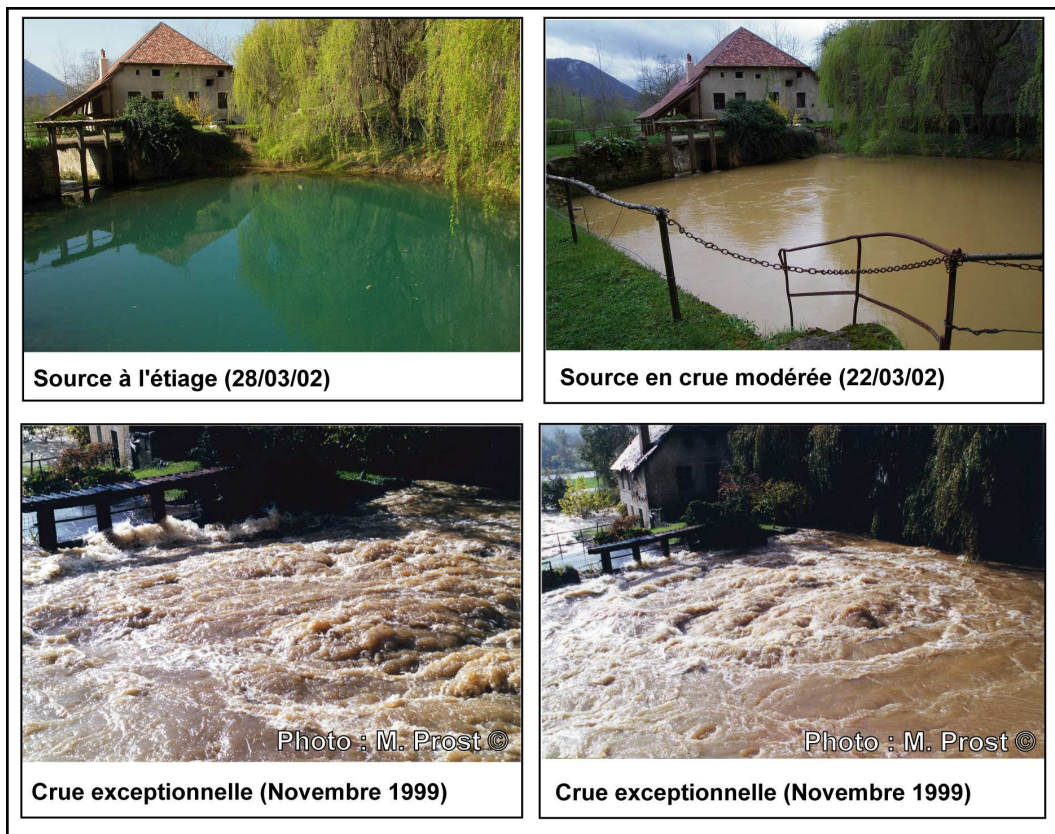 Source à l'étiage (28/03/02)
Source en crue modérée (22/03/02)
Photo : M. Prost ©
Photo : M. Prost ©
Crue exceptionnelle (Novembre 1999)
Crue exceptionnelle (Novembre 1999)